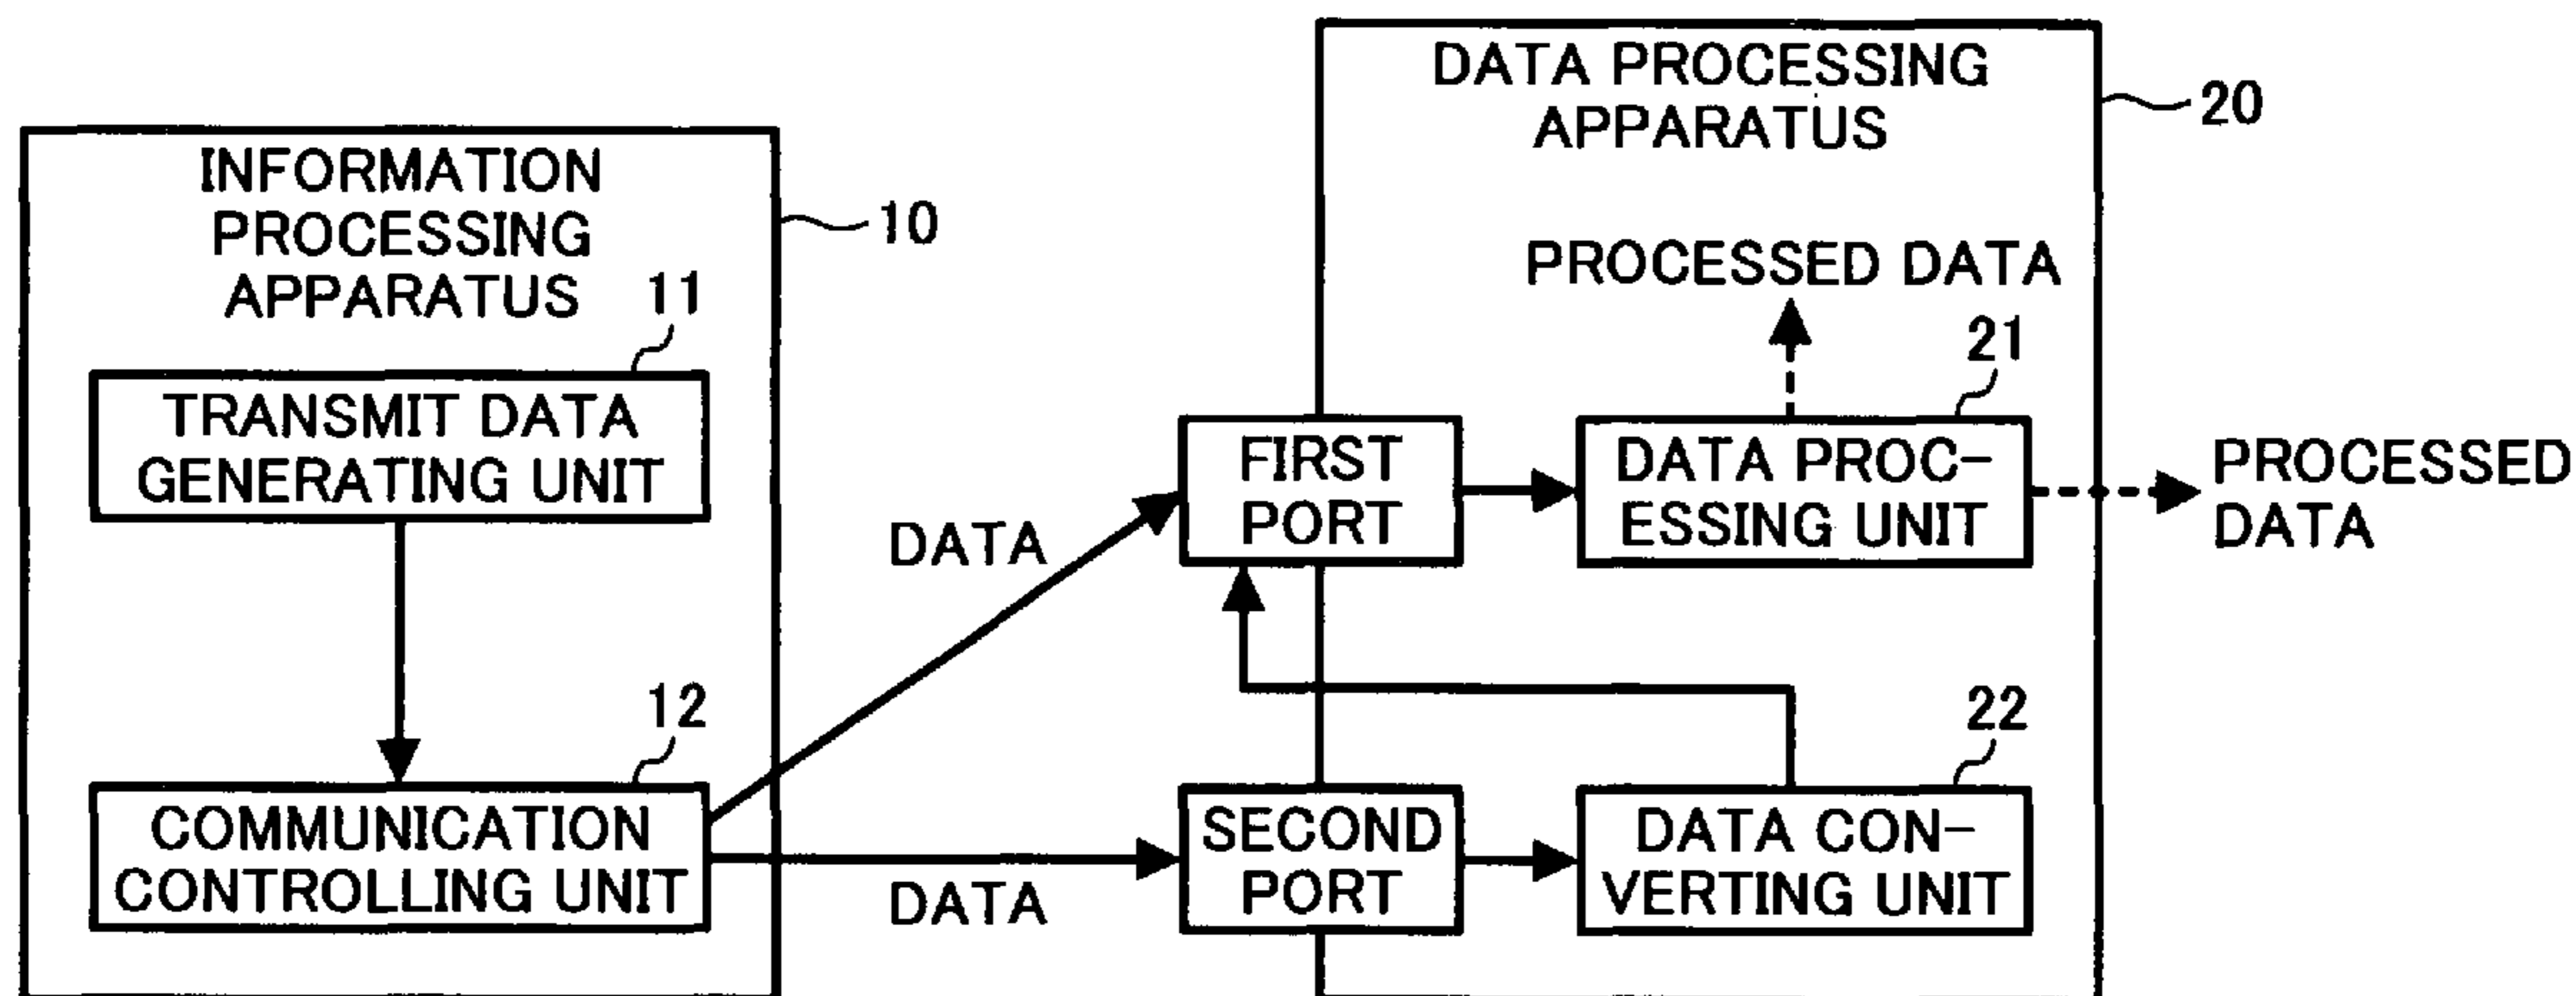 INFORMATION
PROCESSING
APPARATUS
10
11
TRANSMIT DATA
GENERATING UNIT
12
COMMUNICATION
CONTROLLING UNIT
DATA
DATA
DATA PROCESSING
APPARATUS
20
PROCESSED DATA
21
FIRST
PORT
DATA PROC-
ESSING UNIT
PROCESSED
DATA
22
SECOND
PORT
DATA CON-
VERTING UNIT